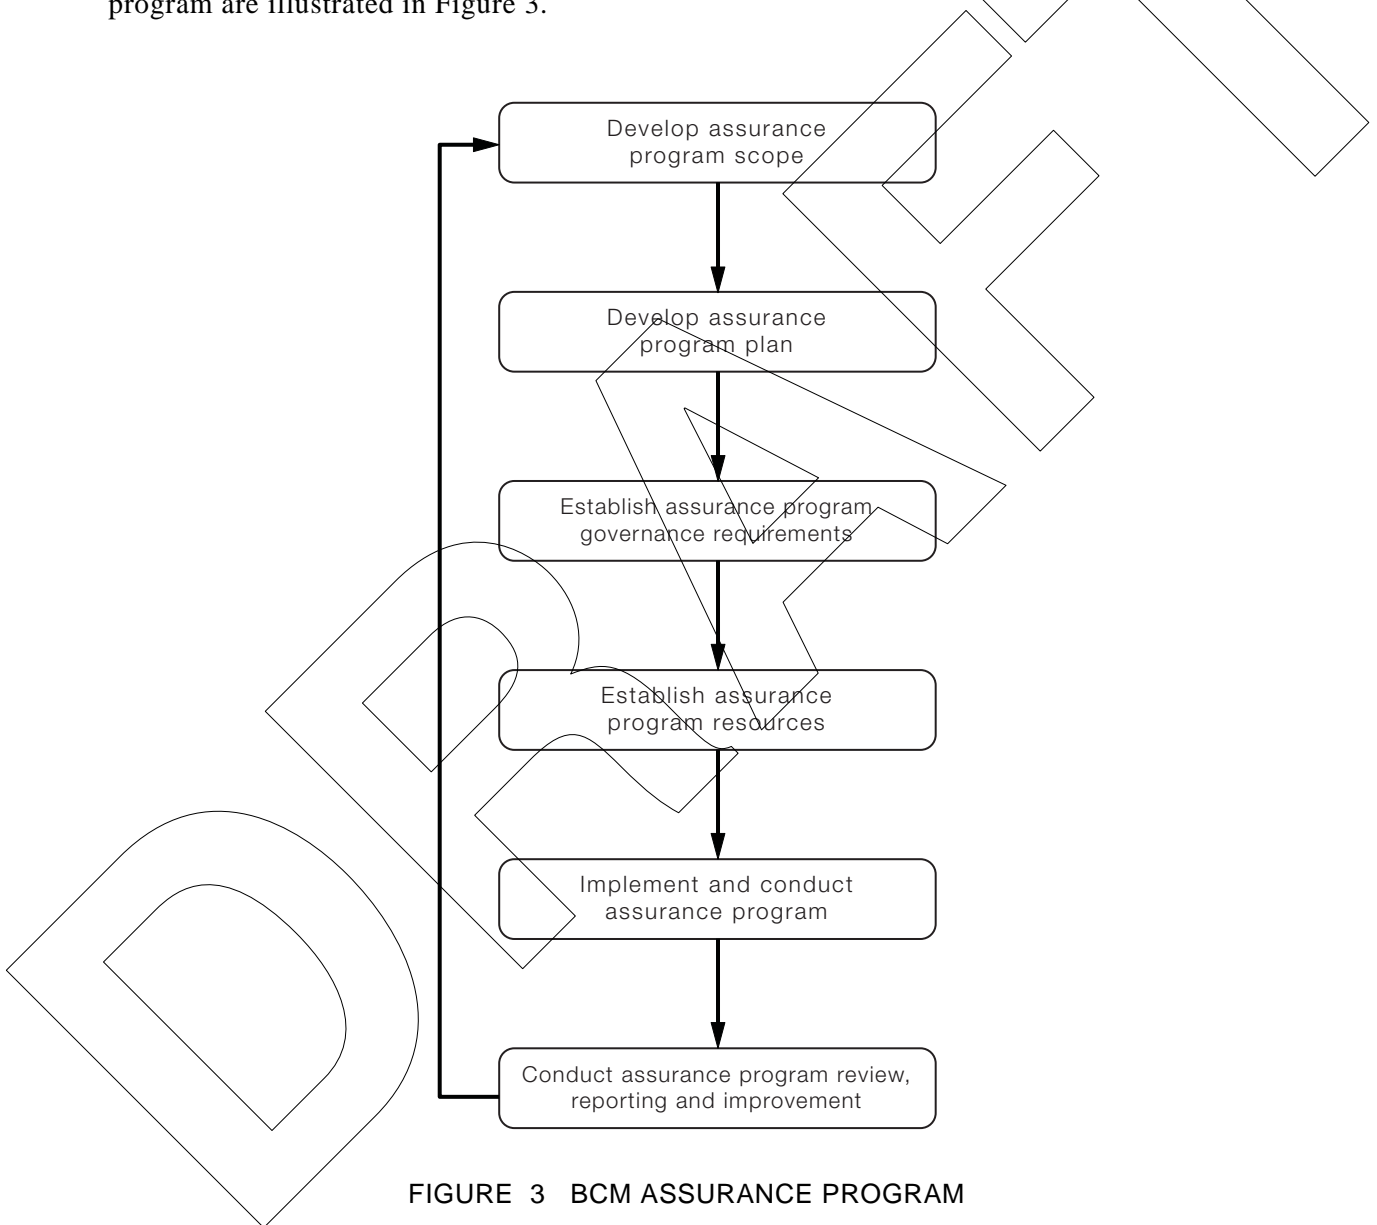 program are illustrated in Figure 3.
Develop assurance
program scope
Develop assurance
program plan
Establish assurance program
governance requirements
Establish assurance
program resources
Implement and conduct
assurance program
Conduct assurance program review,
reporting and improvement
FIGURE 3 BCM ASSURANCE PROGRAM
DRAFT